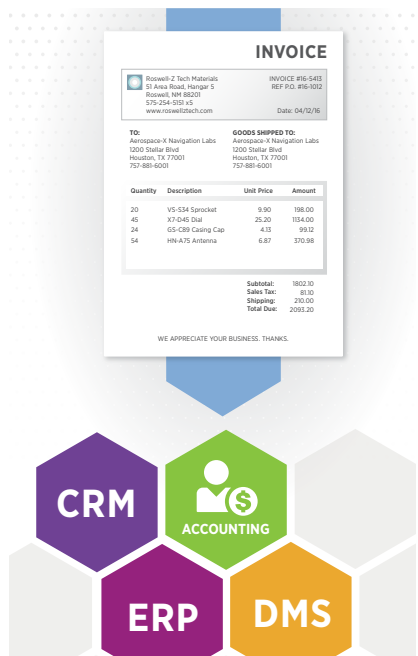 INVOICE
Roswell-Z Tech Materials
51 Area Road, Hangar 5
Roswell, NM 88201
575-254-5151 x5
www.roswellztech.com
INVOICE #16-5413
REF P.O. #16-1012
Date: 04/12/16
TO:
Aerospace-X Navigation Labs
1200 Stellar Blvd
Houston, TX 77001
757-881-6001
GOODS SHIPPED TO:
Aerospace-X Navigation Labs
1200 Stellar Blvd
Houston, TX 77001
757-881-6001
Quantity Description Unit Price Amount
20 VS-S34 Sprocket 9.90 198.00
45 X7-D45 Dial 25.20 1134.00
24 GS-C89 Casing Cap 4.13 99.12
54 HN-A75 Antenna 6.87 370.98
Subtotal: 1802.10
Sales Tax: 81.10
Shipping: 210.00
Total Due: 2093.20
WE APPRECIATE YOUR BUSINESS. THANKS.
CRM
$
ACCOUNTING
ERP
DMS